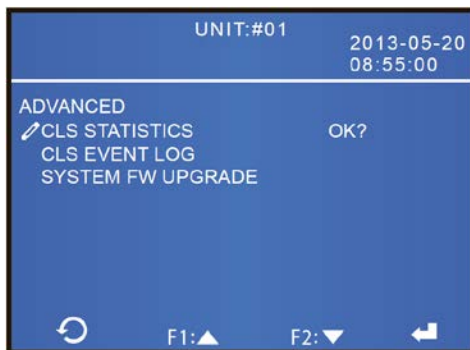 UNIT:#01
2013-05-20
08:55:00
ADVANCED
CLS STATISTICS OK?
CLS EVENT LOG
SYSTEM FW UPGRADE
F1:▲ F2:▼